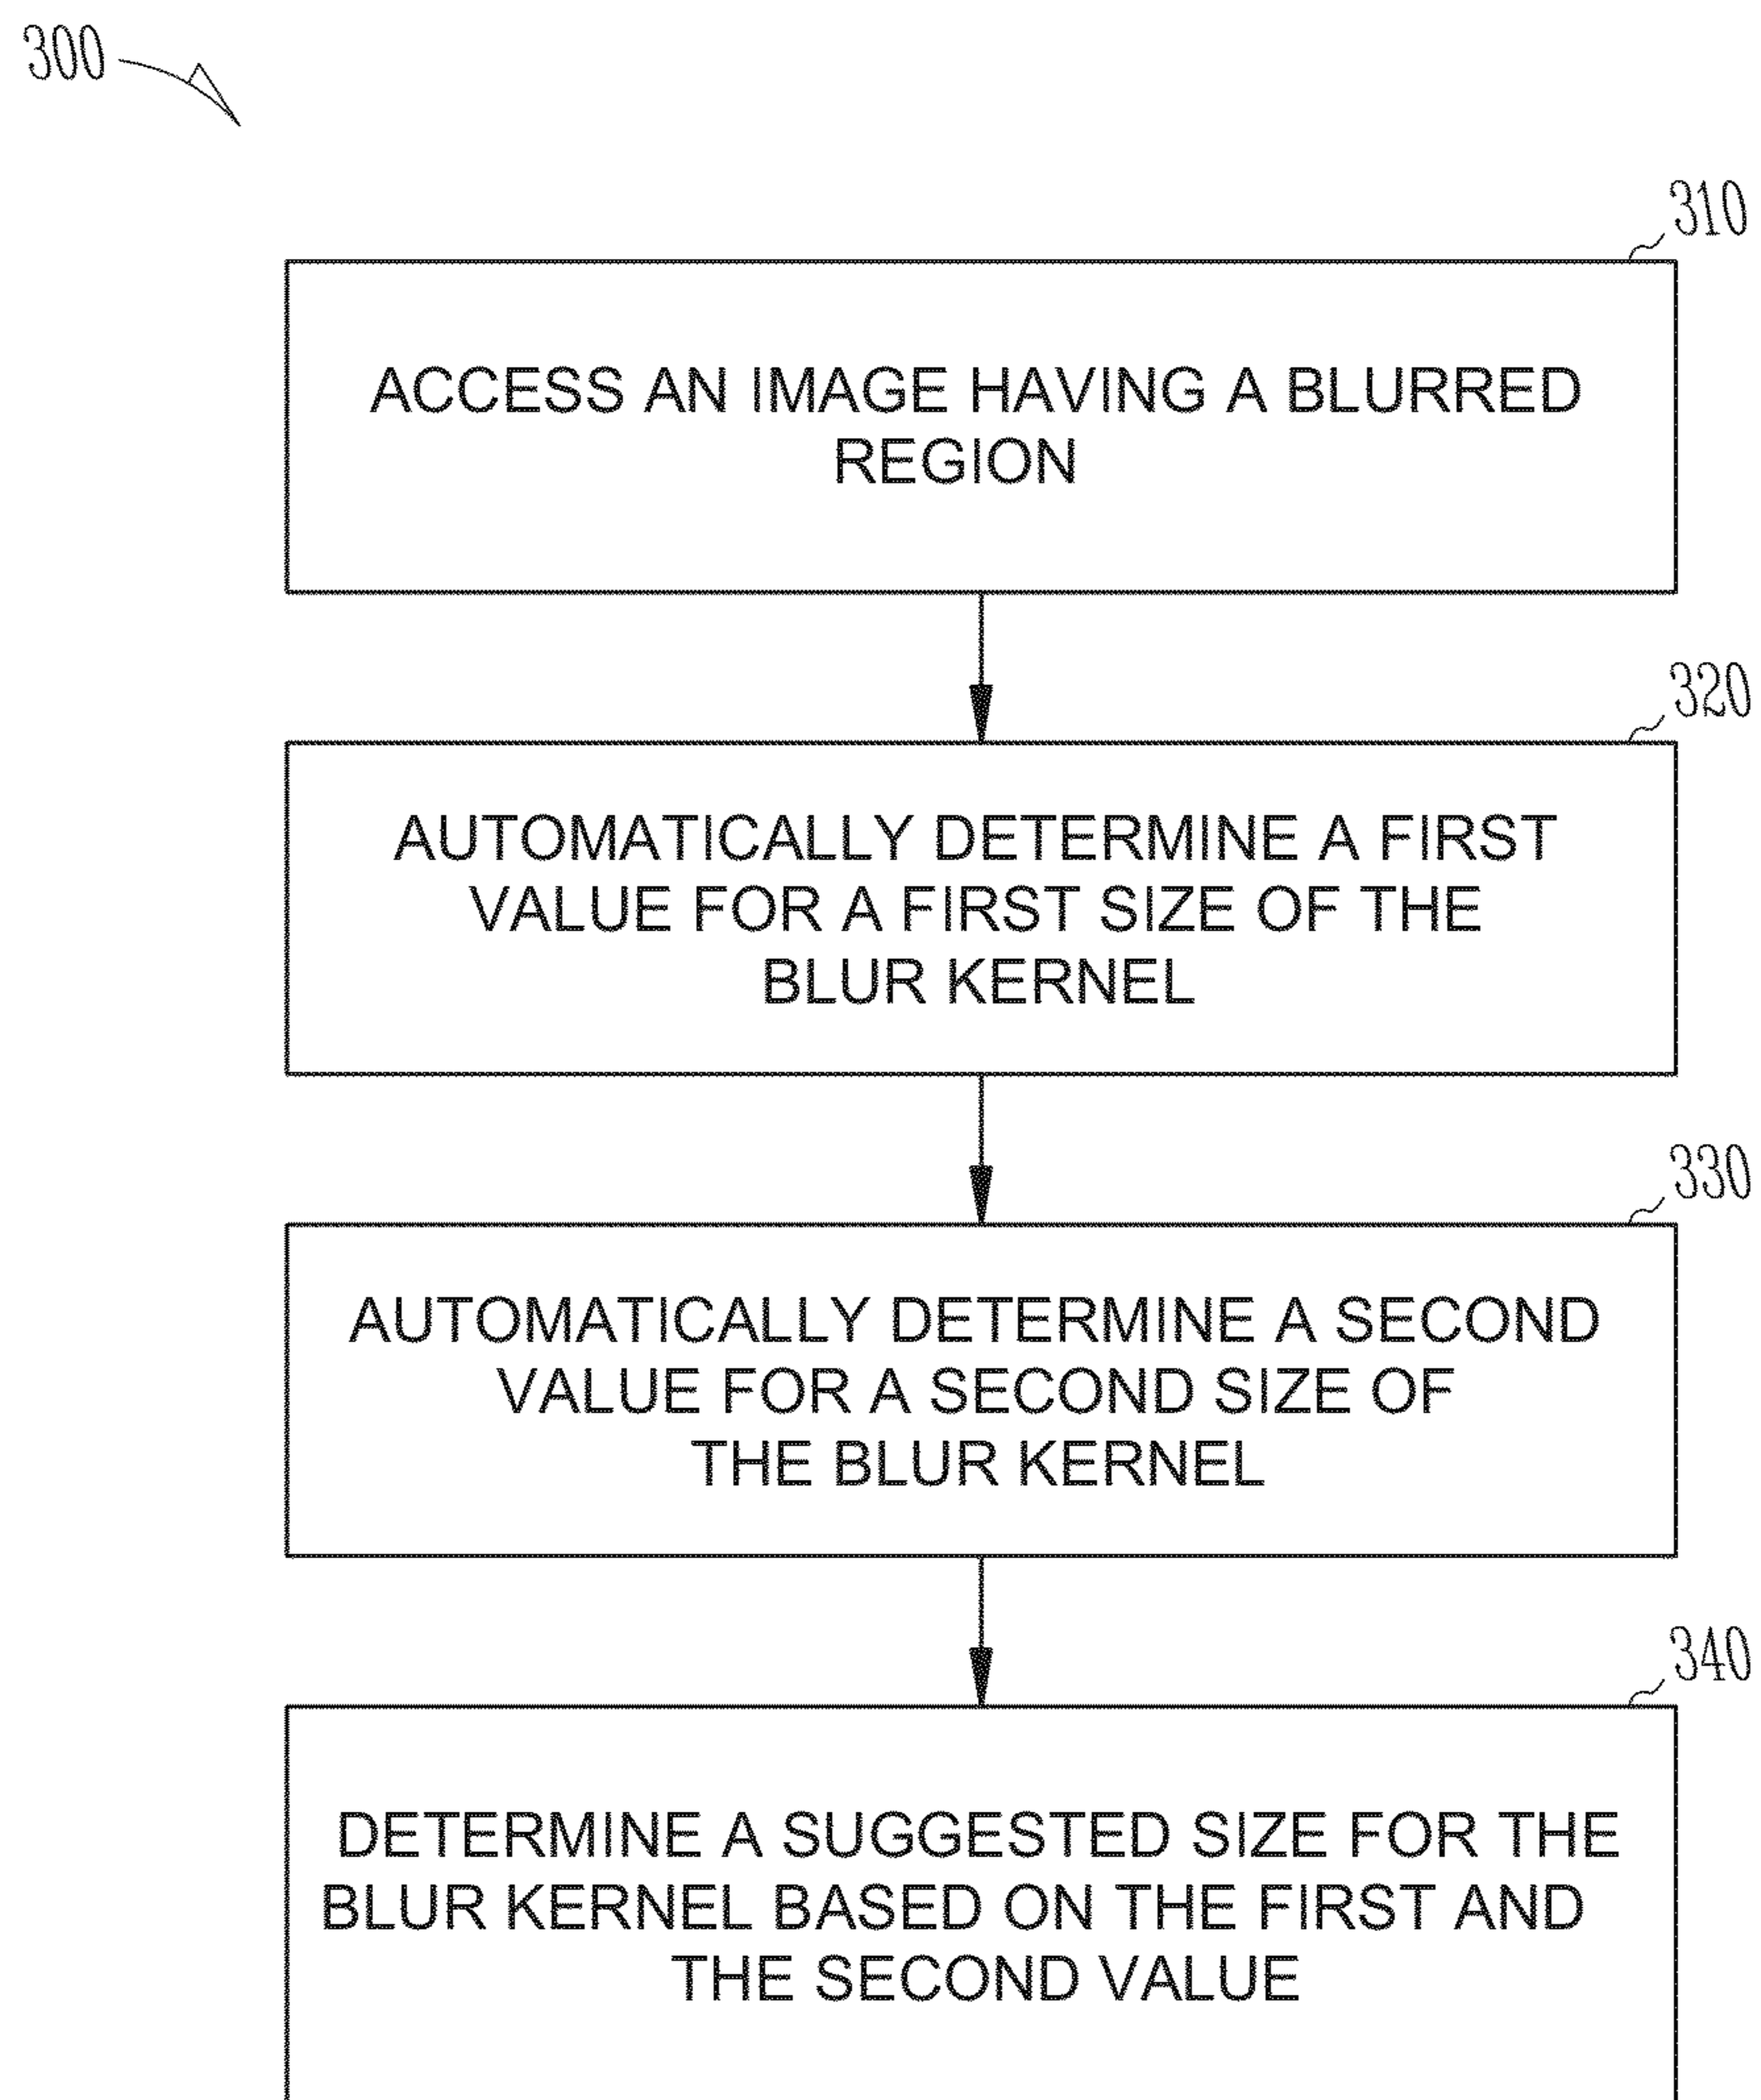 300
310
ACCESS AN IMAGE HAVING A BLURRED
REGION
320
AUTOMATICALLY DETERMINE A FIRST
VALUE FOR A FIRST SIZE OF THE
BLUR KERNEL
330
AUTOMATICALLY DETERMINE A SECOND
VALUE FOR A SECOND SIZE OF
THE BLUR KERNEL
340
DETERMINE A SUGGESTED SIZE FOR THE
BLUR KERNEL BASED ON THE FIRST AND
THE SECOND VALUE